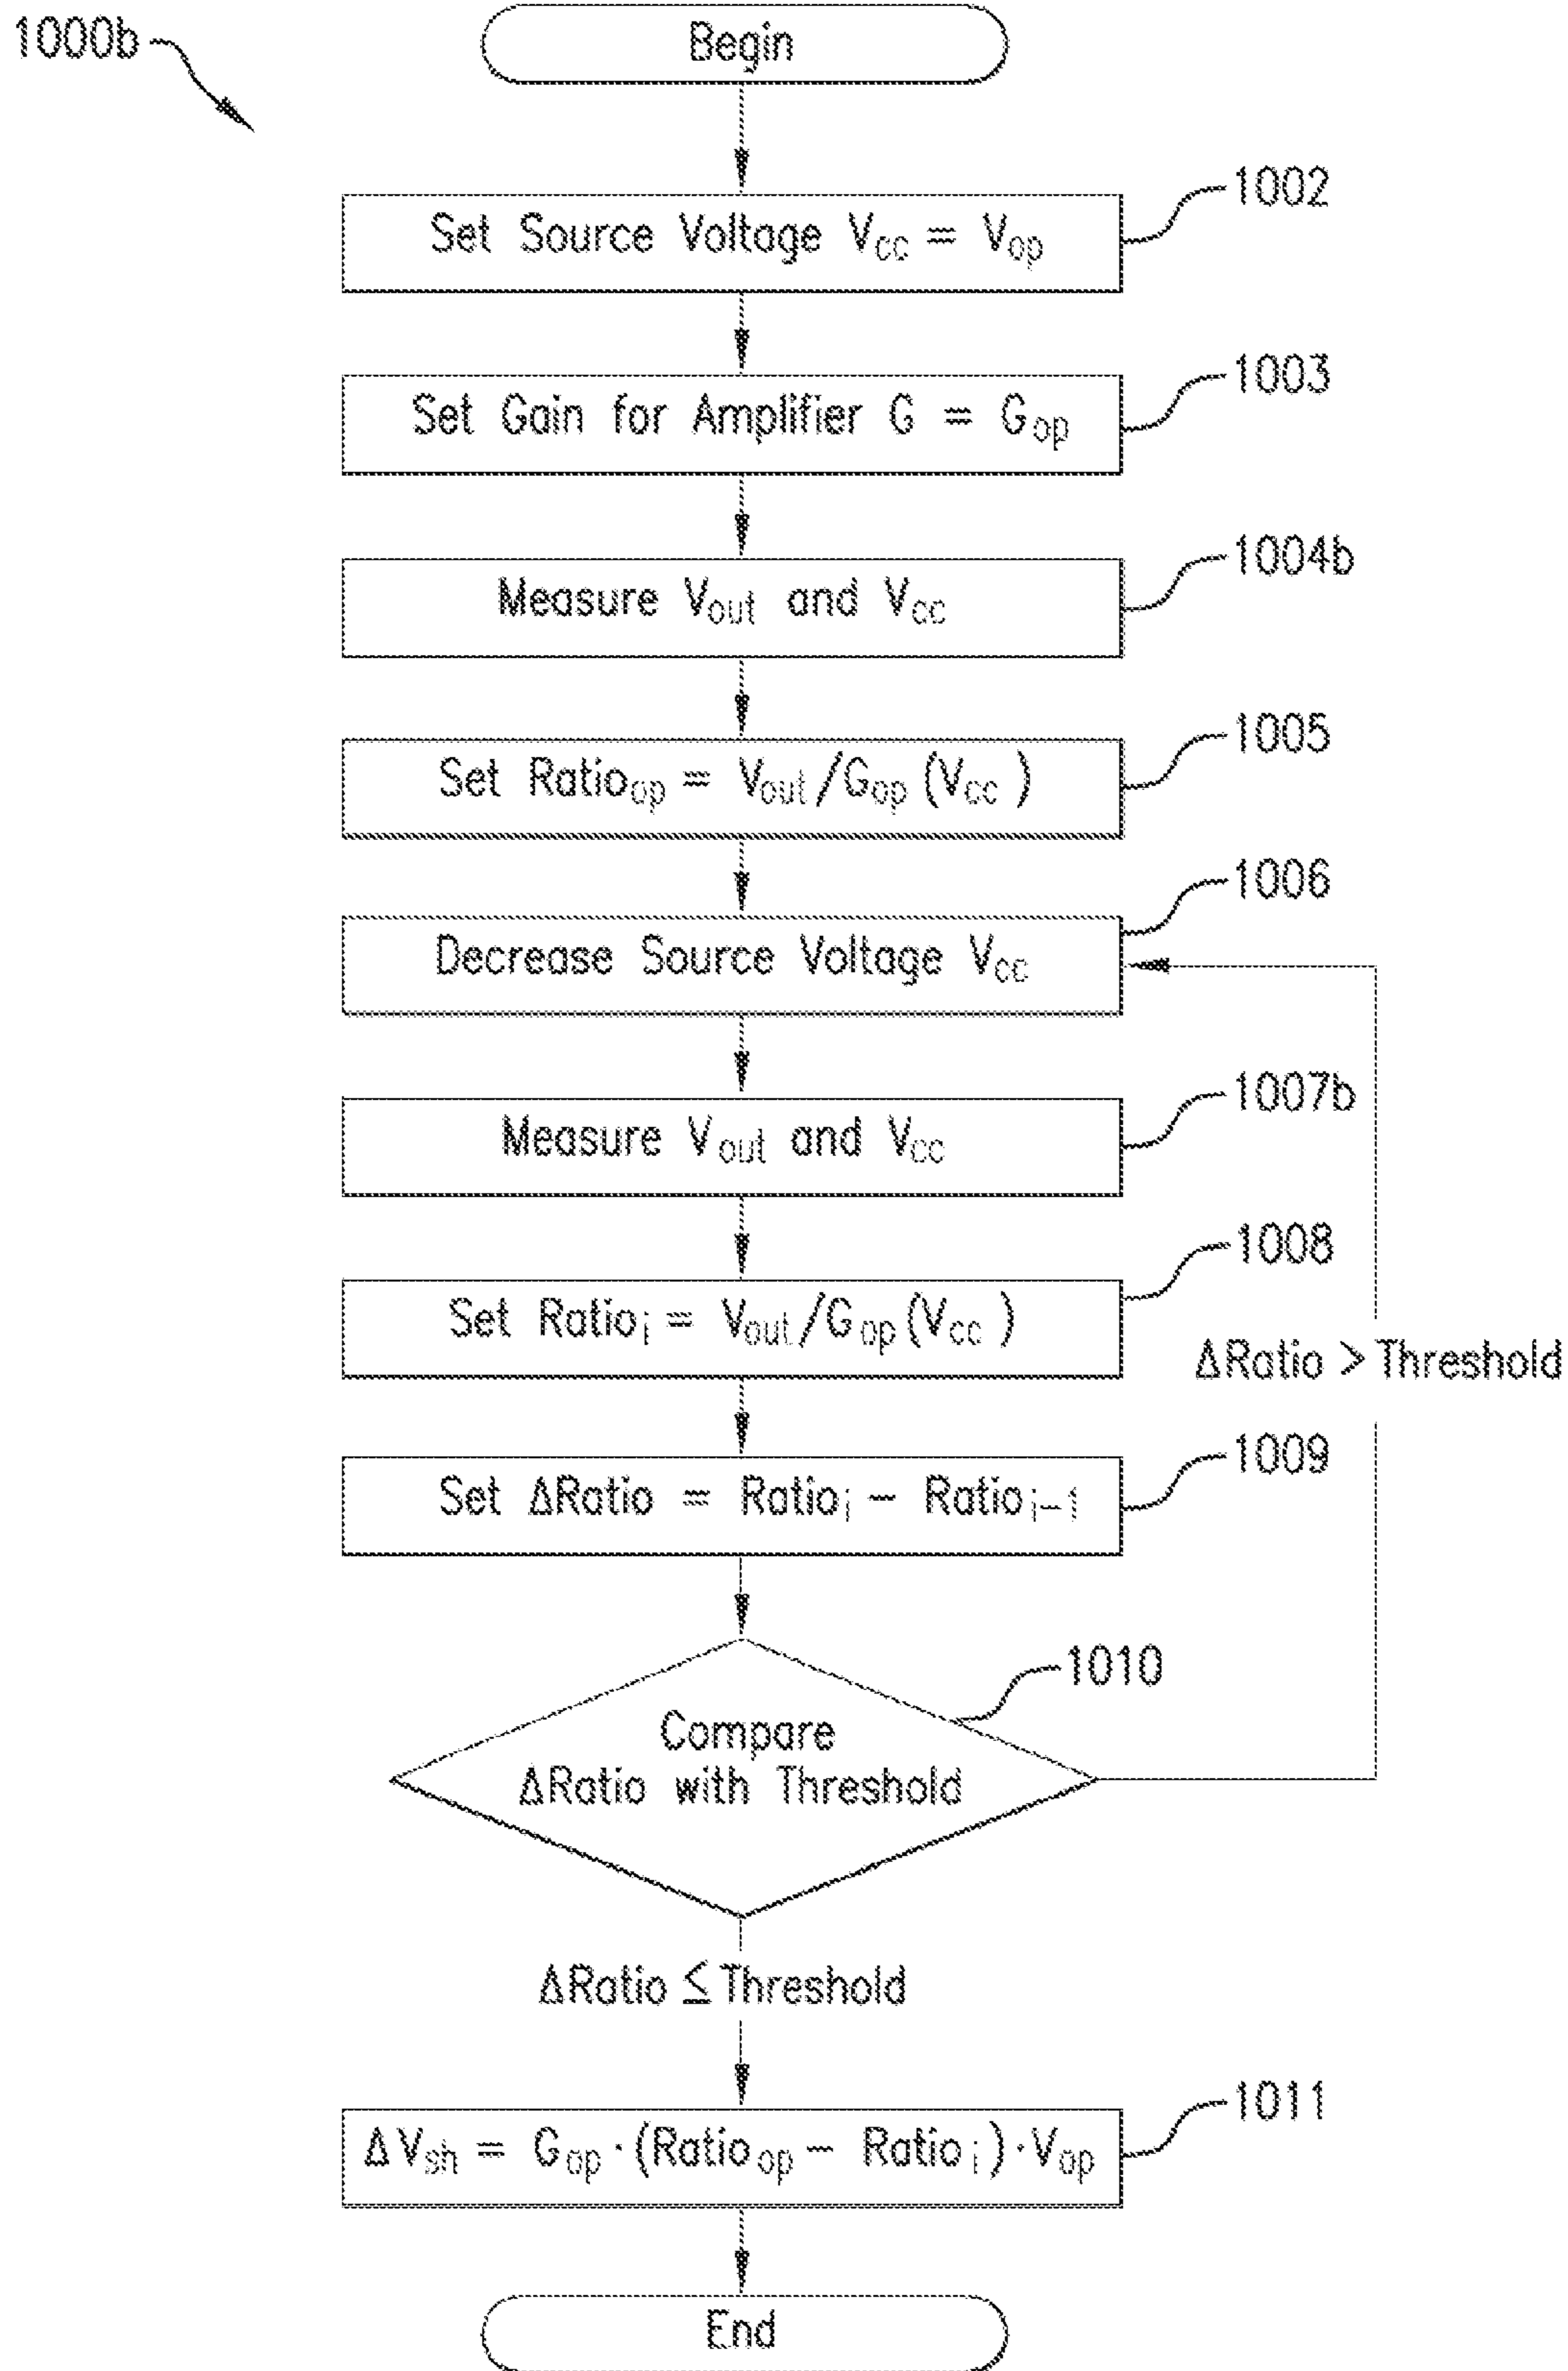 1000b
Begin
1002
Set Source Voltage Vcc = Vop
1003
Set Gain for Amplifier G = Gop
1004b
Measure Vout and Vcc
1005
Set Ratioop = Vout/Gop (Vcc )
1006
Decrease Source Voltage Vcc
1007b
Measure Vout and Vcc
1008
Set Ratioi = Vout/Gop(Vcc )
ΔRatio > Threshold
1009
Set ΔRatio = Ratioi − Ratioi−1
1010
Compare
ΔRatio with Threshold
ΔRatio ≤ Threshold
1011
ΔVsh = Gop·(Ratioop − Ratioi)·Vop
End